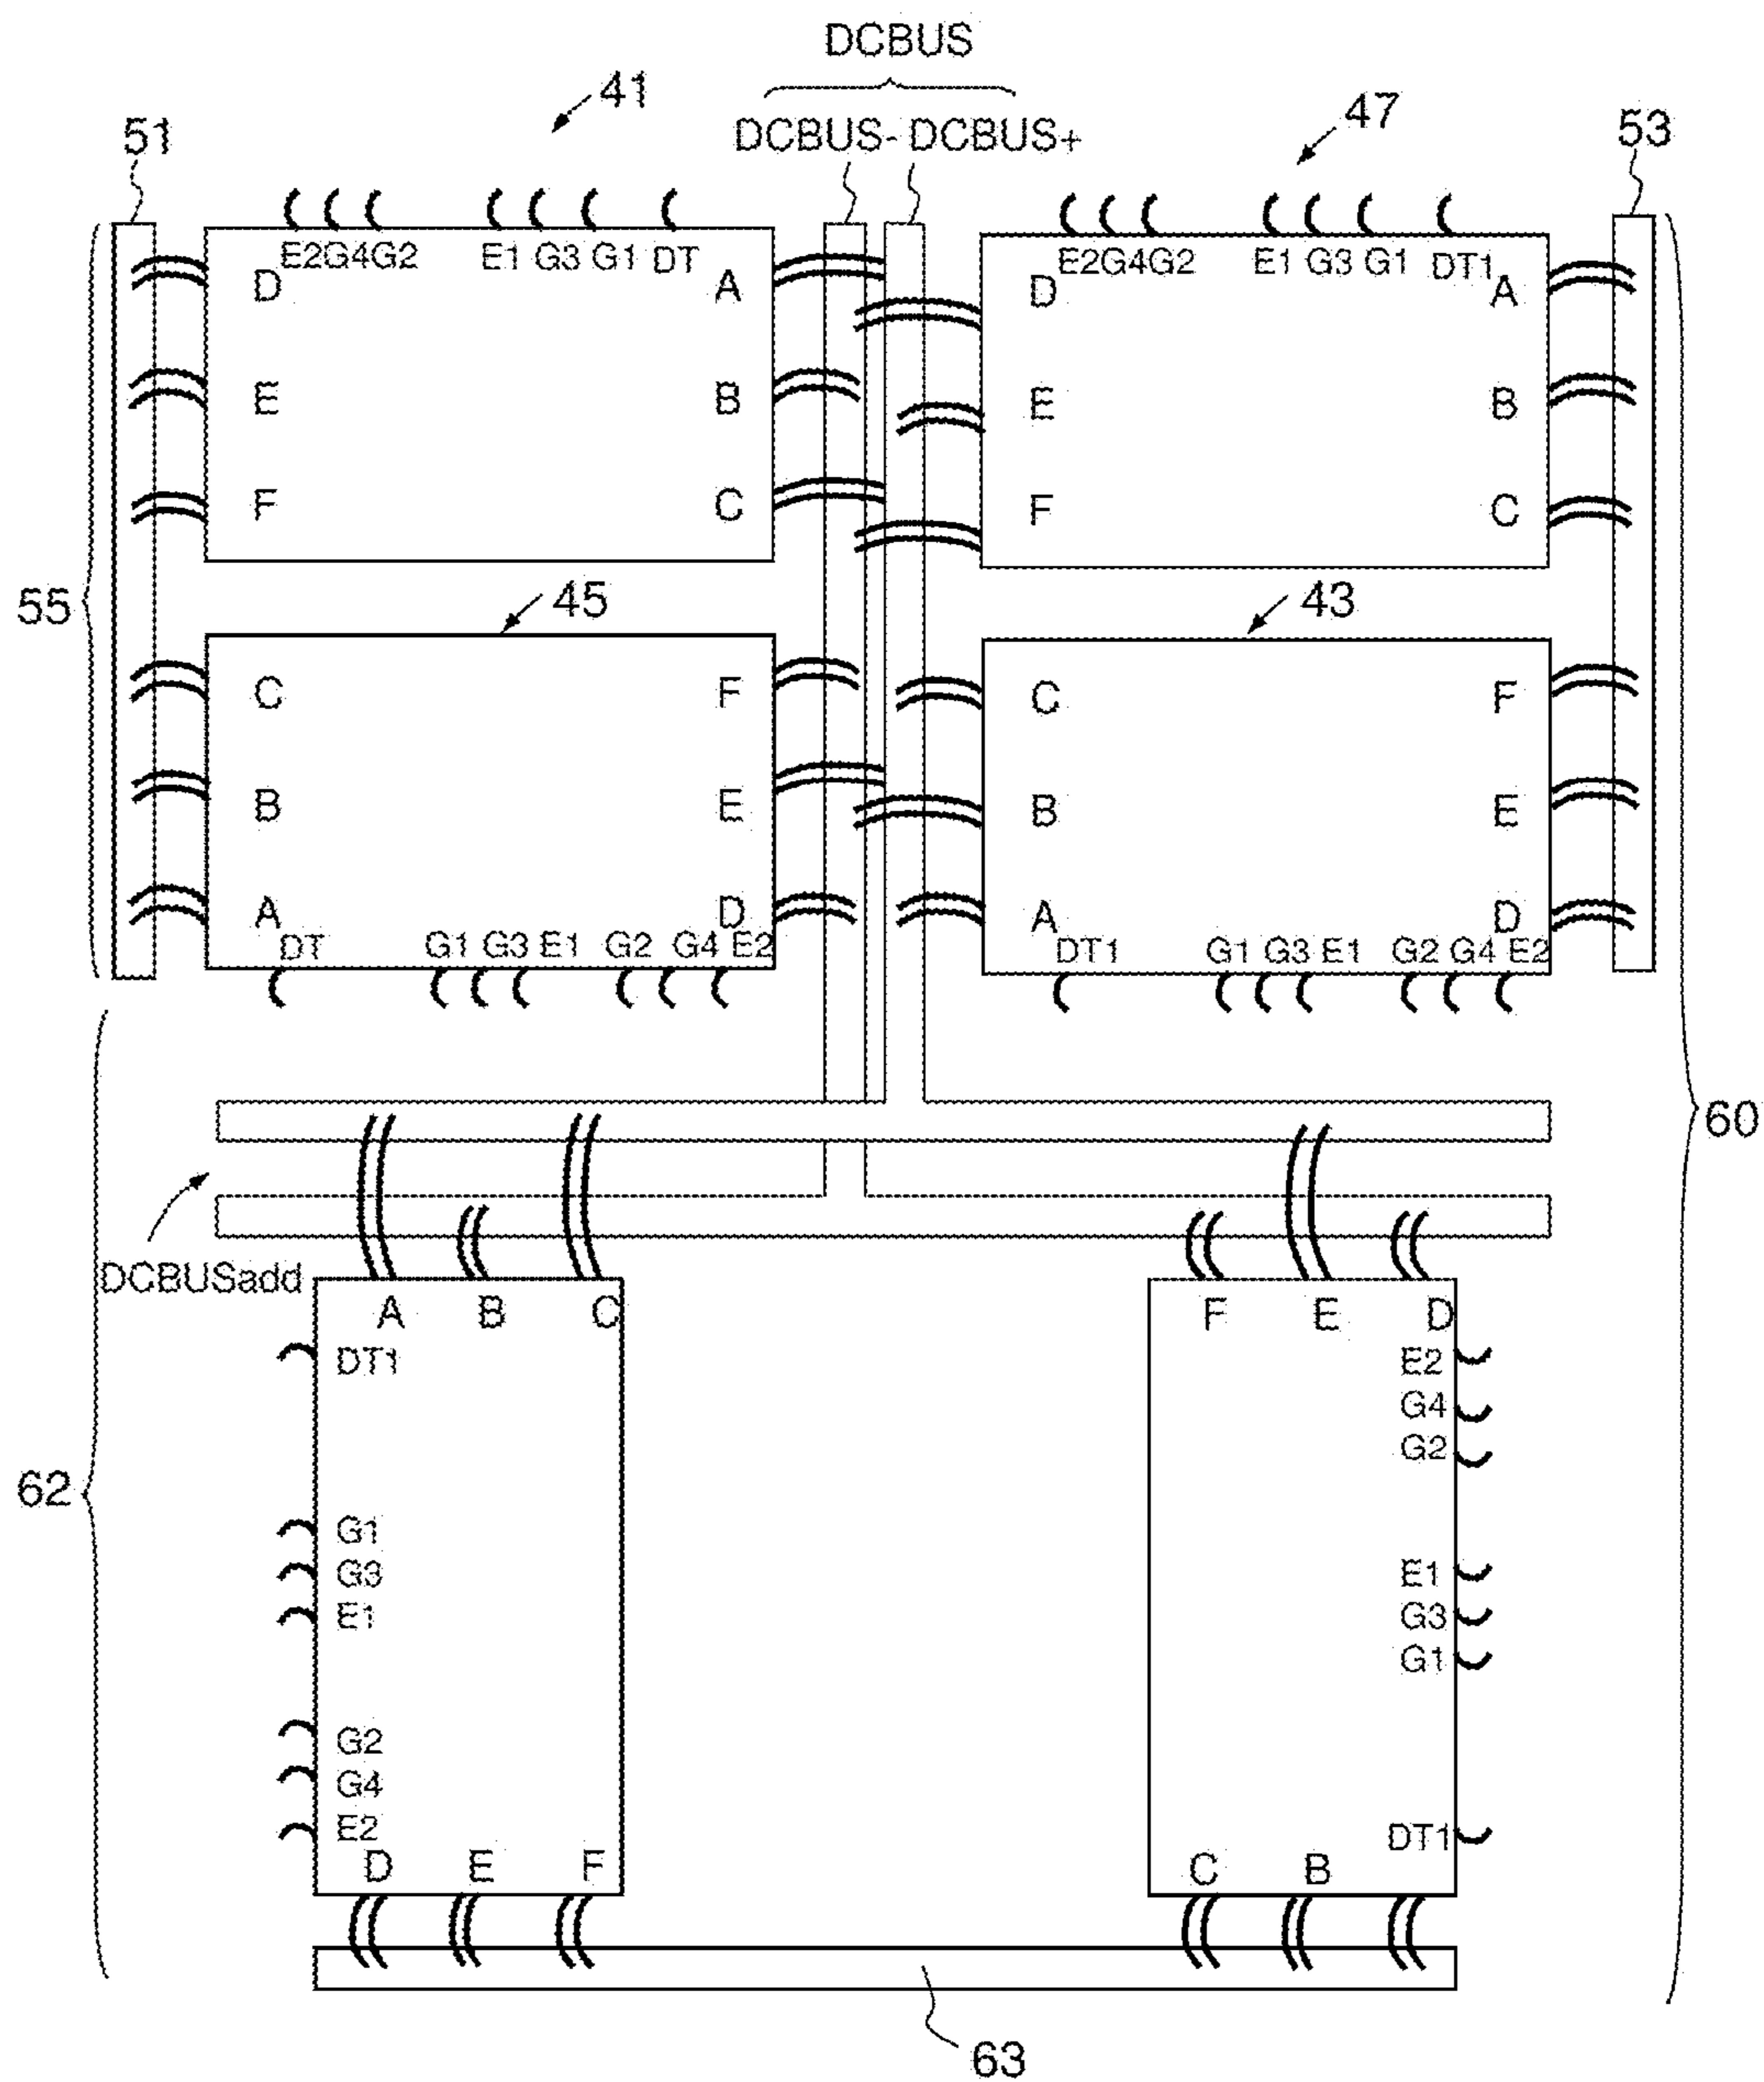 DCBUS
41
47
51
DCBUS- DCBUS+
53
E2G4G2 E1 G3 G1 DT
E2G4G2 E1 G3 G1 DT1
D A D A
E B E B
F C F C
55
45
43
C F C F
B E B E
A D A D
DT G1 G3 E1 G2 G4 E2
DT1 G1 G3 E1 G2 G4 E2
60
DCBUSadd
A B C
F E D
DT1
E2
G4
G2
62
G1
G3
E1
E1
G3
G1
G2
G4
E2
DT1
D E F
C B
63